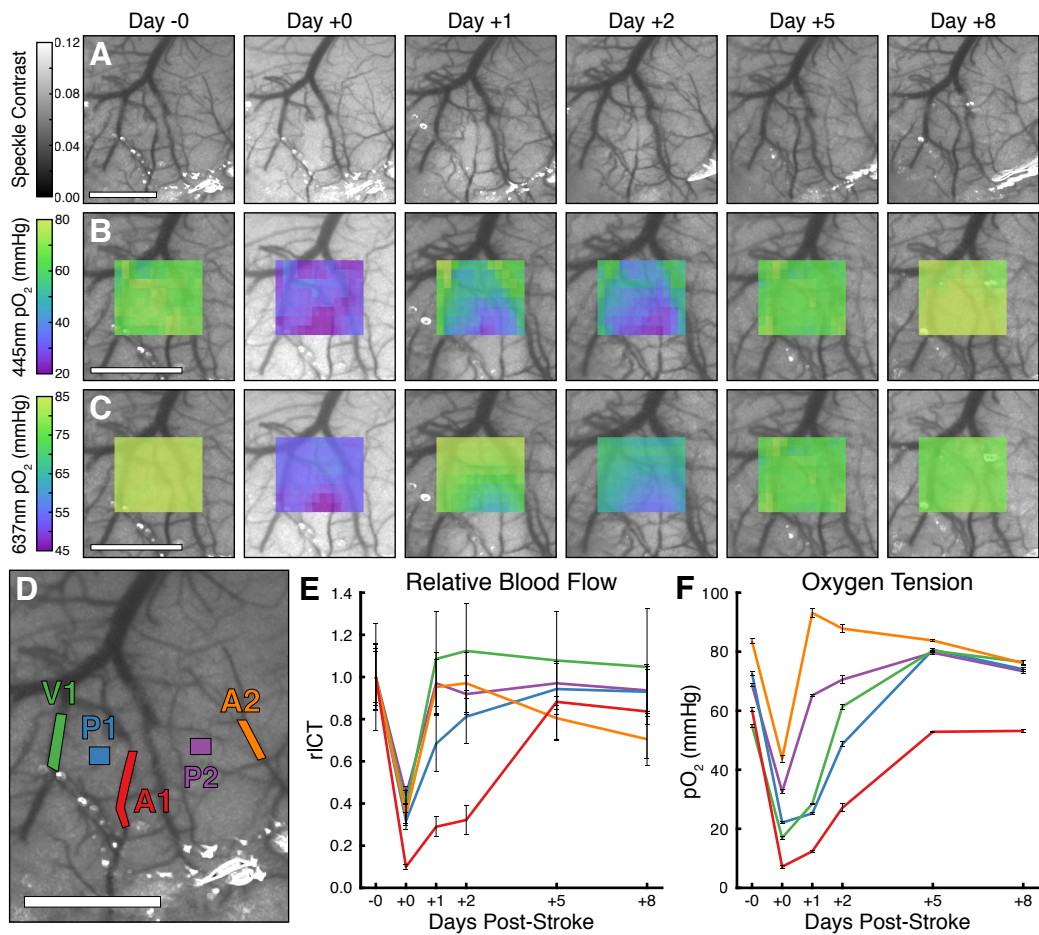 Day -0 Day +0 Day +1 Day +2 Day +5 Day +8
A
Speckle Contrast
0.12
0.08
0.04
0.00
B
445nm pO2 (mmHg)
80
60
40
20
C
637nm pO2 (mmHg)
85
75
65
55
45
D
V1
P1
A1
P2
A2
E Relative Blood Flow
rICT
1.4
1.2
1.0
0.8
0.6
0.4
0.2
0.0
-0 +0 +1 +2 +5 +8
Days Post-Stroke
F Oxygen Tension
pO2 (mmHg)
100
80
60
40
20
0
-0 +0 +1 +2 +5 +8
Days Post-Stroke